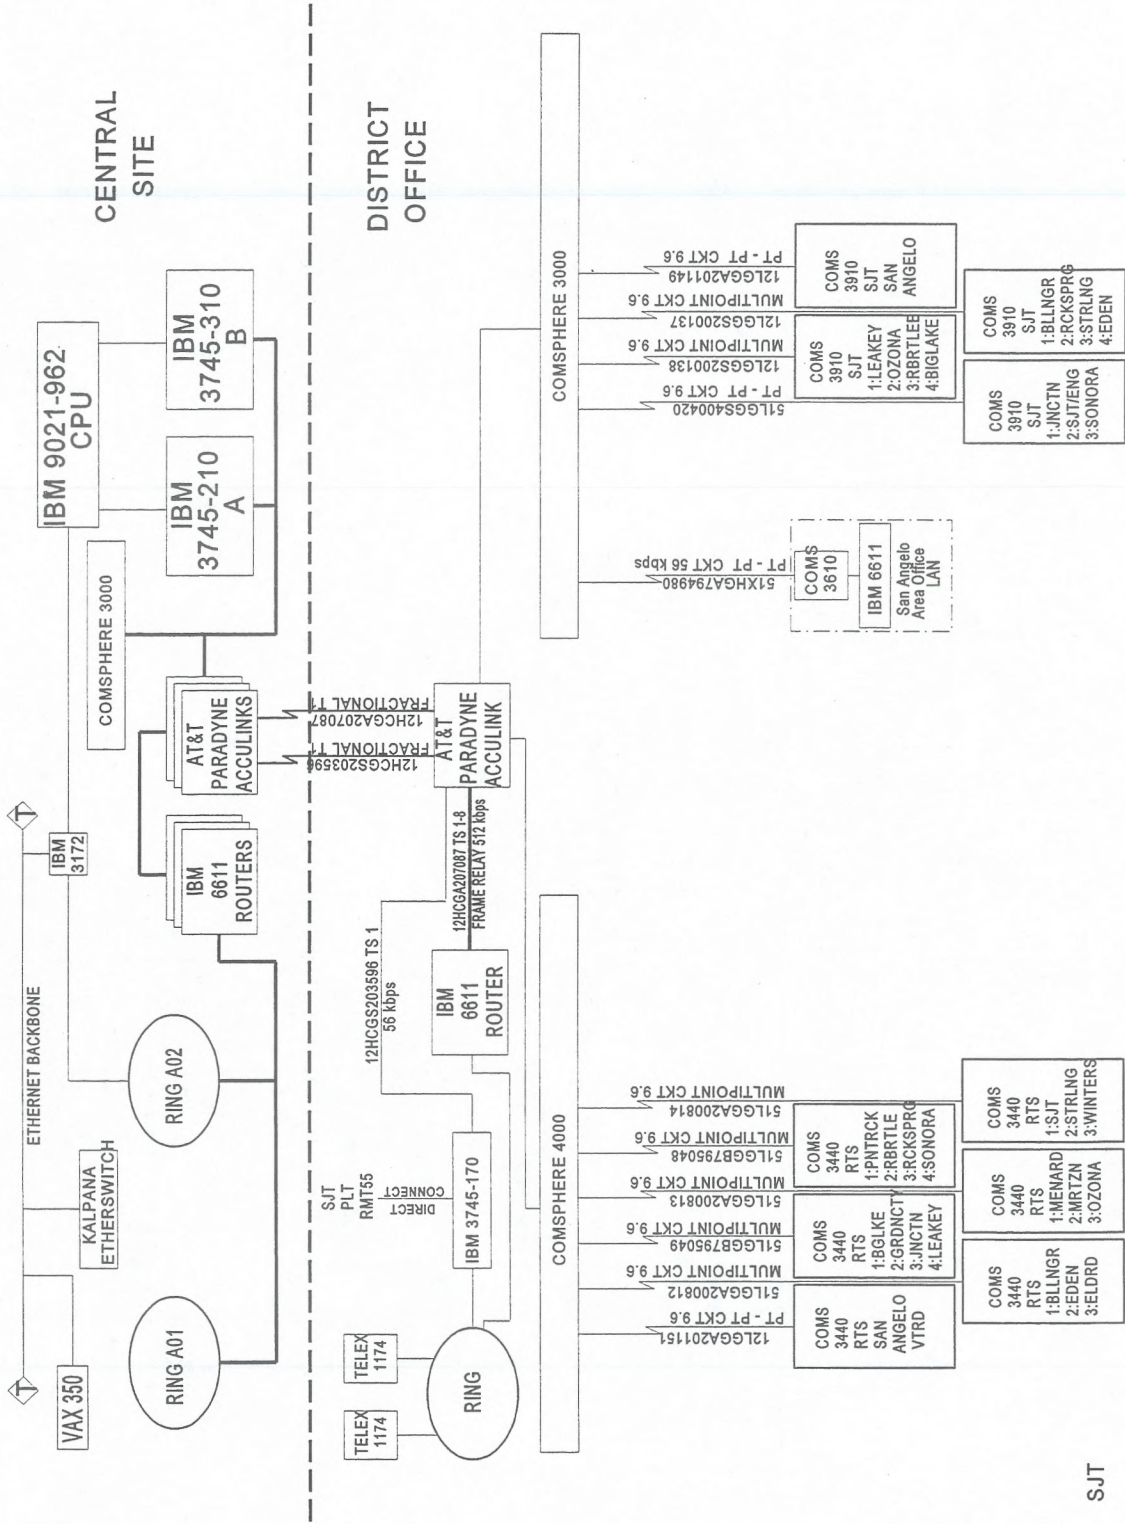 CENTRAL
SITE
ETHERNET BACKBONE
T
T
VAX 350
KALPANA
ETHERSWITCH
IBM
3172
IBM 9021-962
CPU
COMSPHERE 3000
IBM
3745-210
A
IBM
3745-310
B
RING A01
RING A02
IBM
6611
ROUTERS
AT&T
PARADYNE
ACCULINKS
12HCGS203596
FRACTIONAL T1
12HCGA207087
FRACTIONAL T1
DISTRICT
OFFICE
TELEX
1174
TELEX
1174
RING
SJT
PLT
RMT55
DIRECT
CONNECT
IBM 3745-170
12HCGS203596 TS 1
56 kbps
IBM
6611
ROUTER
12HCGA207087 TS 1-8
FRAME RELAY 512 kbps
AT&T
PARADYNE
ACCULINK
COMSPHERE 4000
COMSPHERE 3000
12LGGA201151
PT - PT CKT 9.6
51LGGA200812
MULTIPOINT CKT 9.6
51LGGB795049
MULTIPOINT CKT 9.6
51LGGA200813
MULTIPOINT CKT 9.6
51LGGB795048
MULTIPOINT CKT 9.6
51LGGA200814
MULTIPOINT CKT 9.6
51XHGA794980
PT - PT CKT 56 kbps
51LGGS400420
PT - PT CKT 9.6
12LGGS200138
MULTIPOINT CKT 9.6
12LGGS200137
MULTIPOINT CKT 9.6
12LGGA201149
PT - PT CKT 9.6
COMS
3440
RTS
SAN
ANGELO
VTRD
COMS
3440
RTS
1:BGLKE
2:GRDNCTY
3:JNCTN
4:LEAKEY
COMS
3440
RTS
1:PNTRCK
2:RBRTLE
3:RCKSPRG
4:SONORA
COMS
3610
IBM 6611
San Angelo
Area Office
LAN
COMS
3910
SJT
1:LEAKEY
2:OZONA
3:RBRTLEE
4:BIGLAKE
COMS
3910
SJT
SAN
ANGELO
COMS
3440
RTS
1:BLLNGR
2:EDEN
3:ELDRD
COMS
3440
RTS
1:MENARD
2:MRTZN
3:OZONA
COMS
3440
RTS
1:SJT
2:STRLNG
3:WINTERS
COMS
3910
SJT
1:JNCTN
2:SJT/ENG
3:SONORA
COMS
3910
SJT
1:BLLNGR
2:RCKSPRG
3:STRLNG
4:EDEN
SJT